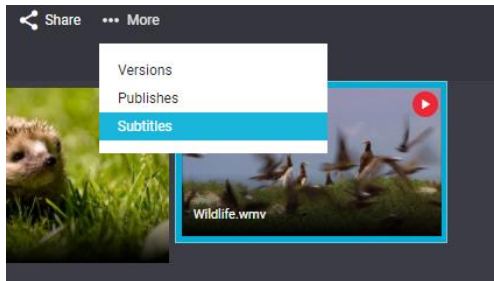 Share ••• More
Versions
Publishes
Subtitles
Wildlife.wmv